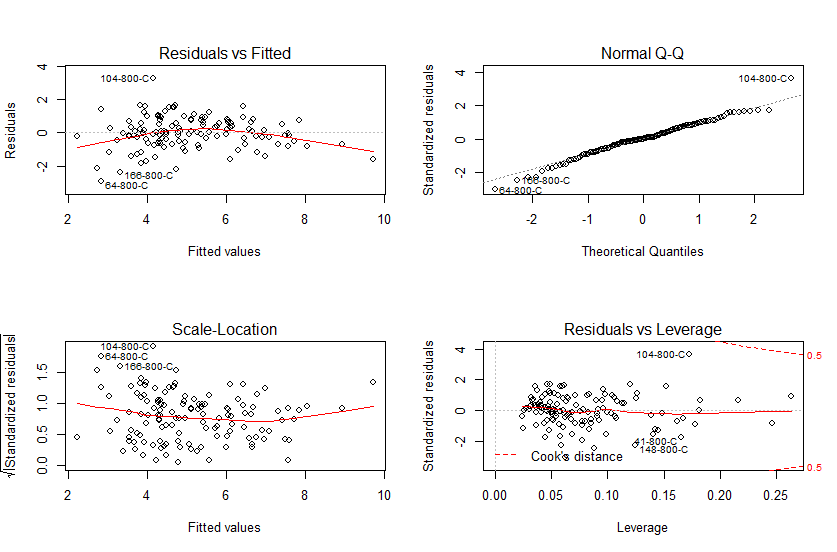 Residuals vs Fitted
Residuals
104-800-C
166-800-C
64-800-C
2
0
-2
2 4 6 8 10
Fitted values
Normal Q-Q
Standardized residuals
104-800-C
166-800-C
64-800-C
4
2
0
-2
-2 -1 0 1 2
Theoretical Quantiles
Scale-Location
√|Standardized residuals|
104-800-C
64-800-C
166-800-C
1.5
1.0
0.5
0.0
2 4 6 8 10
Fitted values
Residuals vs Leverage
Standardized residuals
104-800-C
41-800-C
148-800-C
Cook's distance
0.5
0.5
4
2
0
-2
0.00 0.05 0.10 0.15 0.20 0.25
Leverage